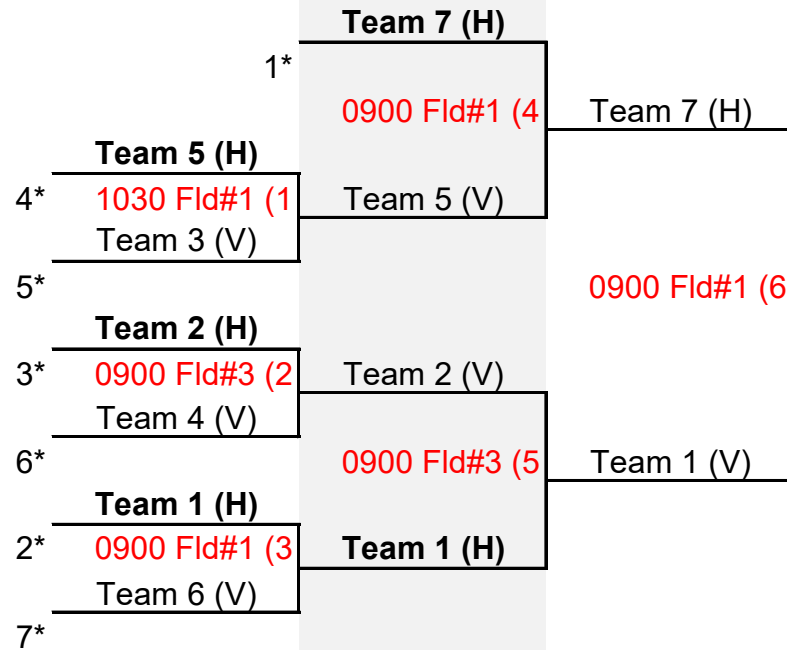 Team 7 (H)
1*
0900 Fld#1 (4
Team 7 (H)
Team 5 (H)
4*
1030 Fld#1 (1
Team 5 (V)
Team 3 (V)
5*
0900 Fld#1 (6
Team 2 (H)
3*
0900 Fld#3 (2
Team 2 (V)
Team 4 (V)
6*
0900 Fld#3 (5
Team 1 (V)
Team 1 (H)
2*
0900 Fld#1 (3
Team 1 (H)
Team 6 (V)
7*